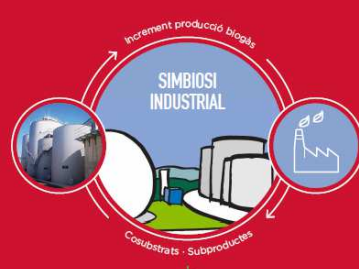 Increment producció biogàs
SIMBIOSI
INDUSTRIAL
Cosubstrats · Subproductes